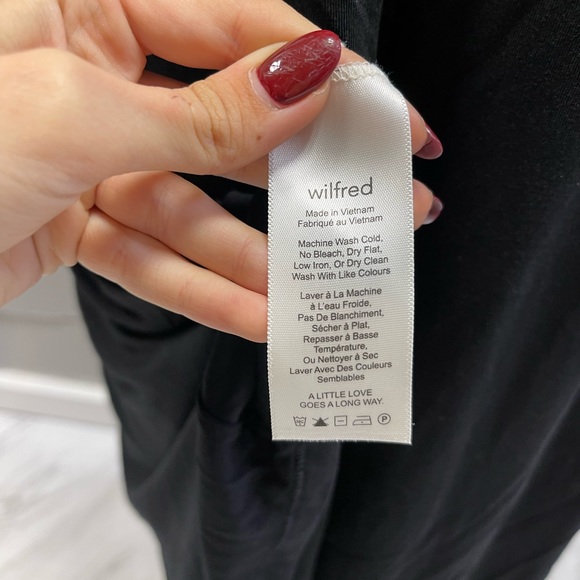 wilfred
Made in Vietnam
Fabriqué au Vietnam
Machine Wash Cold,
No Bleach, Dry Flat,
Low Iron, Or Dry Clean
Wash With Like Colours
Laver à La Machine
à L'eau Froide,
Pas De Blanchiment,
Sécher à Plat,
Repasser à Basse
Température,
Ou Nettoyer à Sec
Laver Avec Des Couleurs
Semblables
A LITTLE LOVE
GOES A LONG WAY.
P